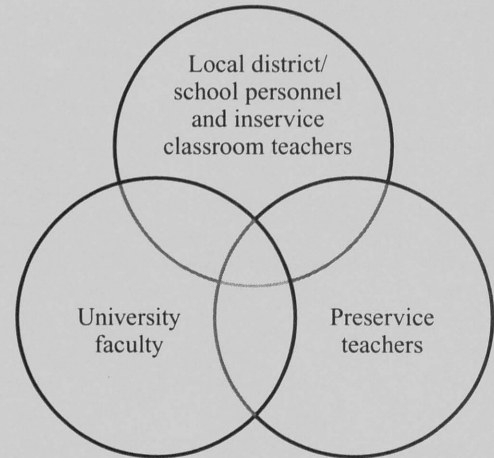 Local district/
school personnel
and inservice
classroom teachers
University
faculty
Preservice
teachers